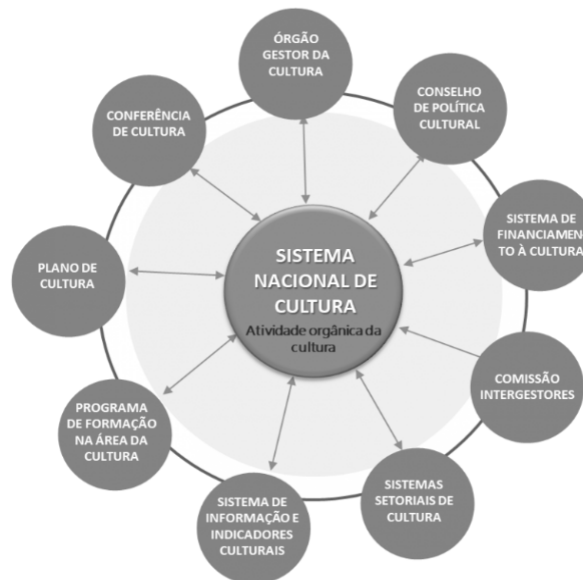 ÓRGÃO
GESTOR DA
CULTURA
CONSELHO
DE POLÍTICA
CULTURAL
SISTEMA DE
FINANCIAMEN
TO À CULTURA
COMISSÃO
INTERGESTORES
SISTEMAS
SETORIAIS DE
CULTURA
SISTEMA DE
INFORMAÇÃO E
INDICADORES
CULTURAIS
PROGRAMA
DE FORMAÇÃO
NA ÁREA DA
CULTURA
PLANO DE
CULTURA
CONFERÊNCIA
DE CULTURA
SISTEMA
NACIONAL DE
CULTURA
Atividade orgânica da
cultura